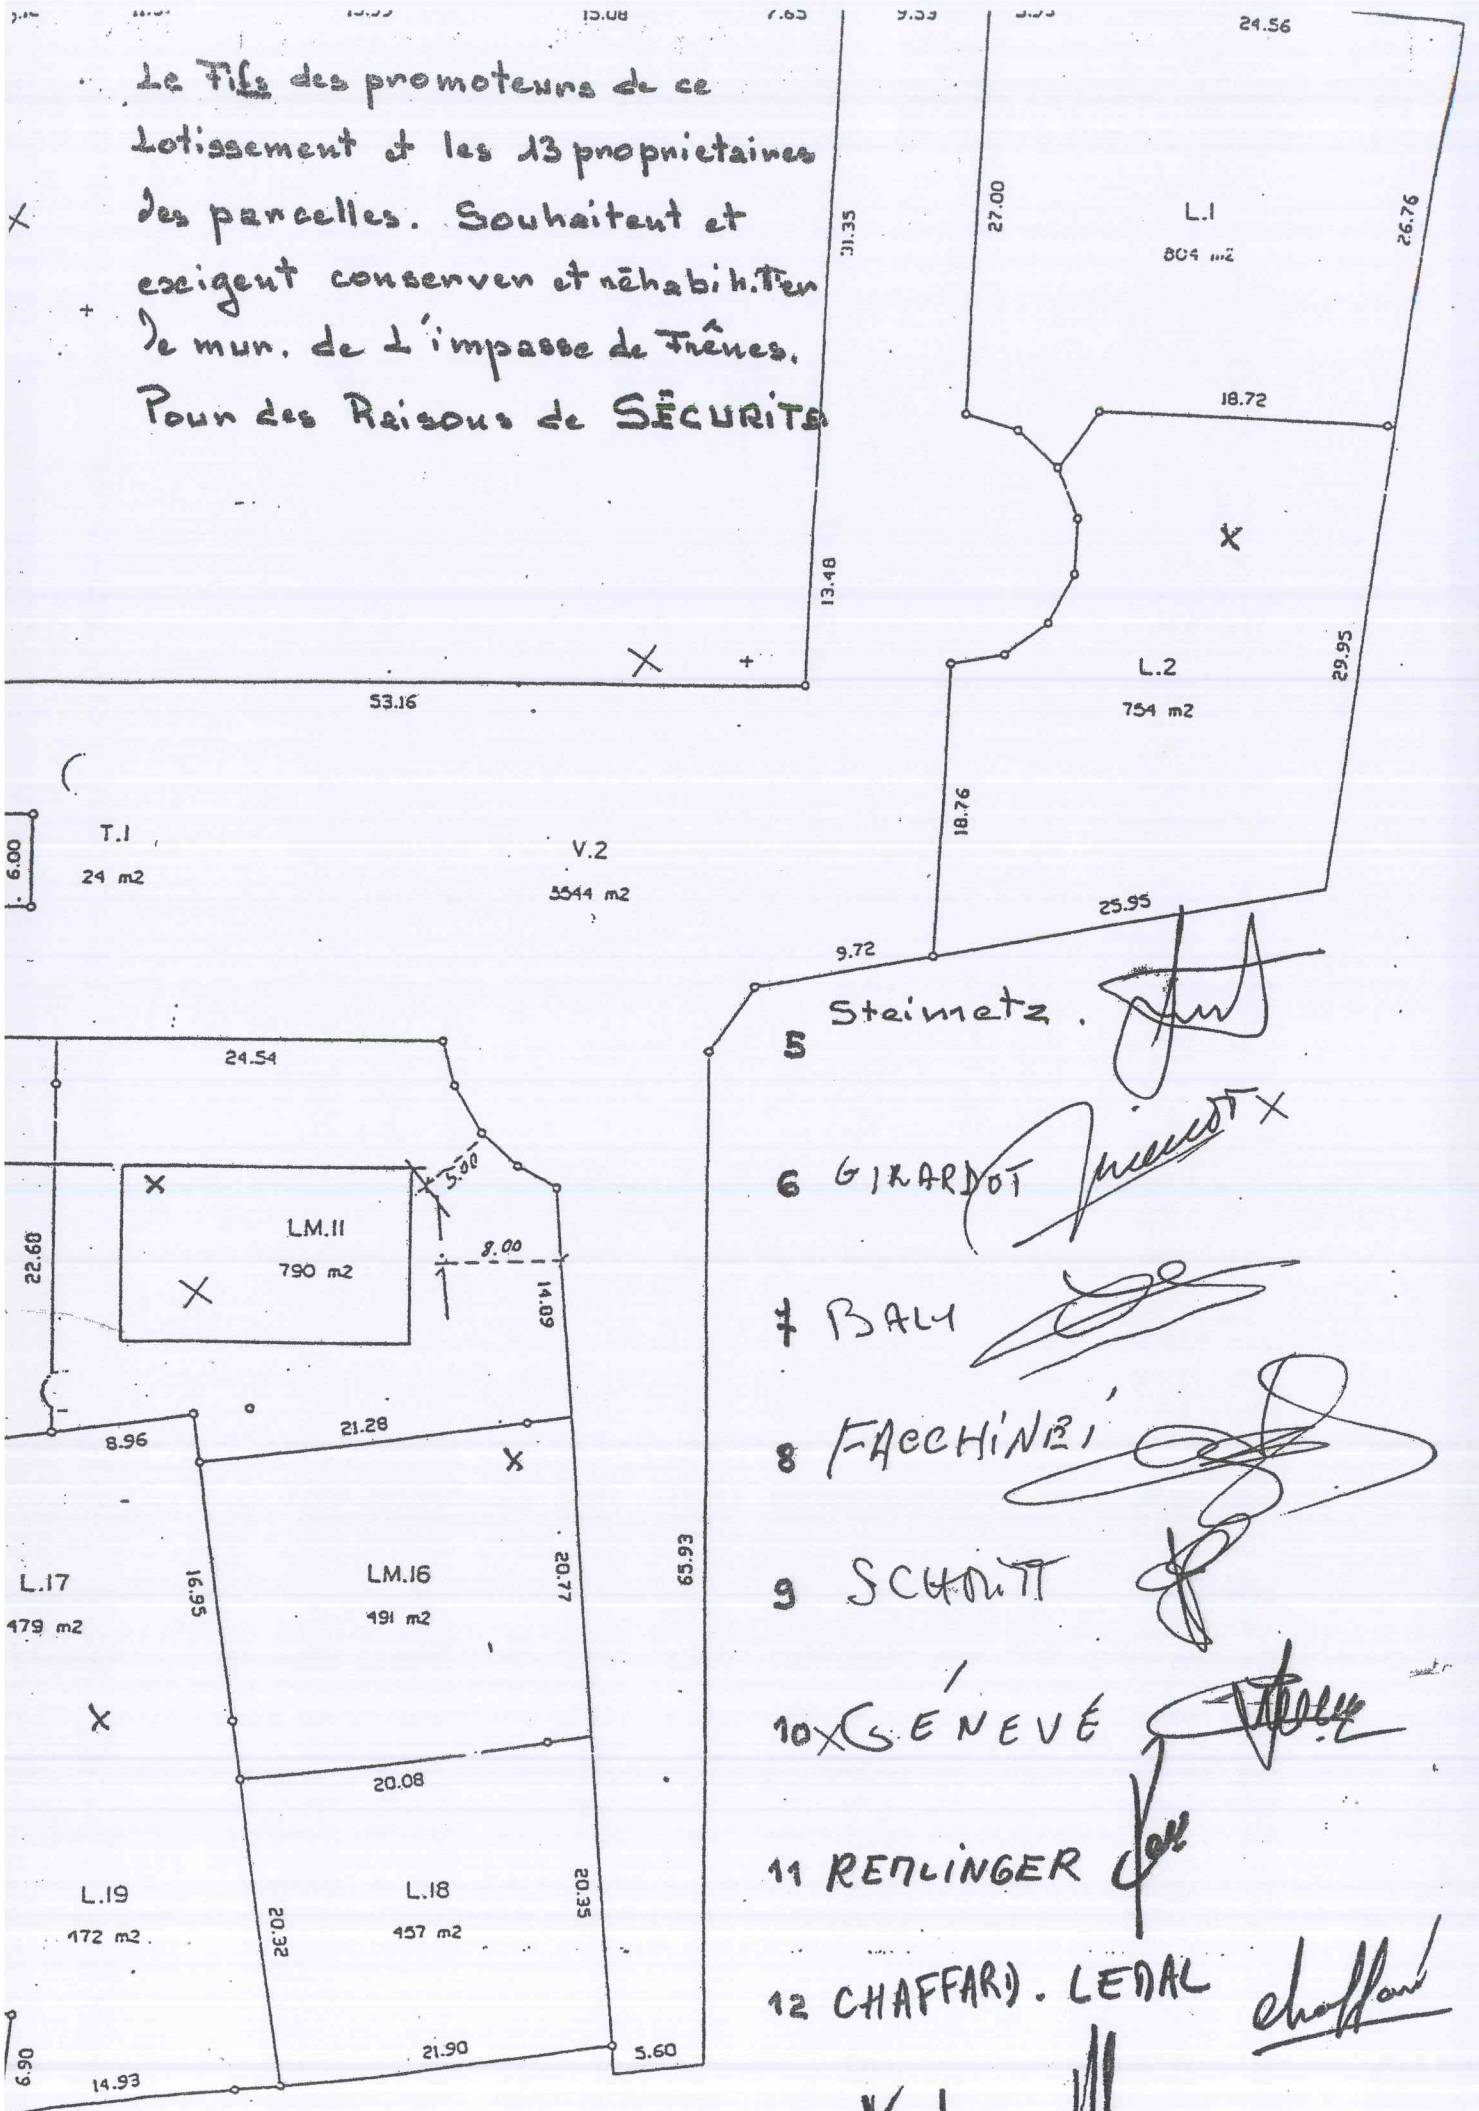 15.08
7.65
9.53
24.56
Le Fils des promoteurs de ce
Lotissement et les 13 proprietaires
des parcelles. Souhaitent et
exigent conserver et réhabiliter
le mur. de L'impasse de Frênes.
Pour des Raisons de SÉCURITÉ
31.35
27.00
L.1
804 m2
26.76
18.72
13.48
X
53.16
L.2
754 m2
29.95
18.76
6.00
T.1
24 m2
V.2
3544 m2
25.95
9.72
5 Steimetz.
24.54
5.00
6 GIRARDOT
22.60
LM.11
790 m2
8.00
14.09
7 BALY
8.96
21.28
8 FACCHINEI
L.17
479 m2
16.95
LM.16
491 m2
20.77
65.93
9 SCHMITT
10 X GÉNEVÉ
20.08
11 REMLINGER
L.19
472 m2
20.32
L.18
457 m2
20.35
12 CHAFFARD. LEDAL chaffard
6.90
14.93
21.90
5.60